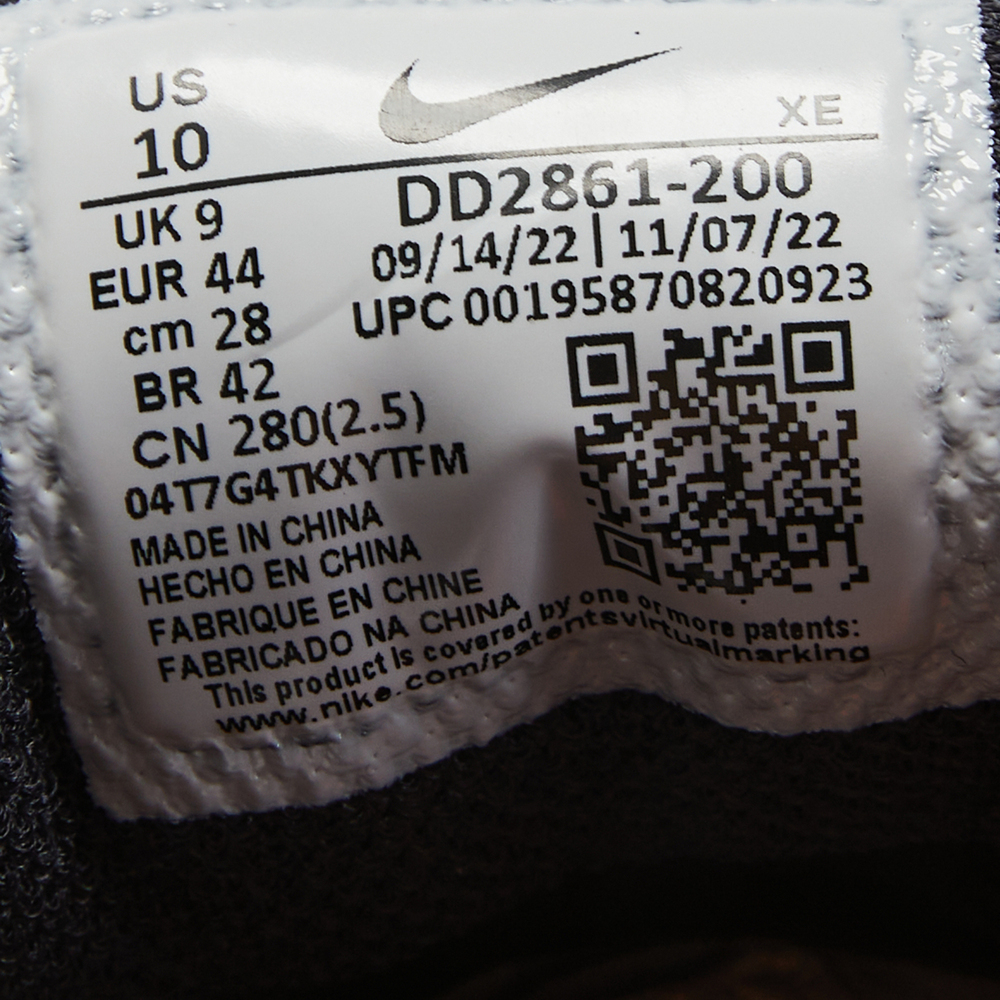 US
10
XE
UK 9
EUR 44
cm 28
BR 42
CN 280(2.5)
DD2861-200
09/14/22 | 11/07/22
UPC 00195870820923
04T7G4TKXYTFM
MADE IN CHINA
HECHO EN CHINA
FABRIQUE EN CHINE
FABRICADO NA CHINA
This product is covered by one or more patents:
www.nike.com/patentsvirtualmarking